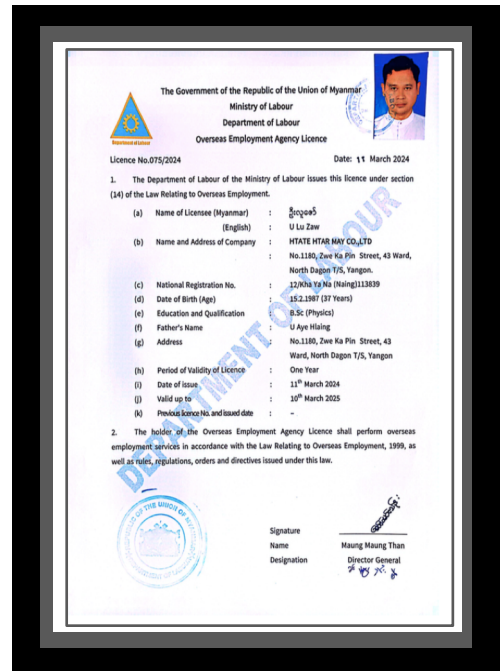 The Government of the Republic of the Union of Myanmar
Ministry of Labour
Department of Labour
Overseas Employment Agency Licence
Department of Labour
Licence No.075/2024
Date: 11 March 2024
1. The Department of Labour of the Ministry of Labour issues this licence under section
(14) of the Law Relating to Overseas Employment.
(a) Name of Licensee (Myanmar) : ဦးလူဇော်
(English) : U Lu Zaw
(b) Name and Address of Company : HTATE HTAR MAY CO.,LTD
: No.1180, Zwe Ka Pin Street, 43 Ward,
North Dagon T/S, Yangon.
(c) National Registration No. : 12/Kha Ya Na (Naing)113839
(d) Date of Birth (Age) : 15.2.1987 (37 Years)
(e) Education and Qualification : B.Sc (Physics)
(f) Father's Name : U Aye Hlaing
(g) Address : No.1180, Zwe Ka Pin Street, 43
Ward, North Dagon T/S, Yangon
(h) Period of Validity of Licence : One Year
(i) Date of issue : 11th March 2024
(j) Valid up to : 10th March 2025
(k) Previous licence No. and issued date : -
2. The holder of the Overseas Employment Agency Licence shall perform overseas
employment services in accordance with the Law Relating to Overseas Employment, 1999, as
well as rules, regulations, orders and directives issued under this law.
DEPARTMENT OF LABOUR
OF THE UNION OF
Signature
Name Maung Maung Than
Designation Director General